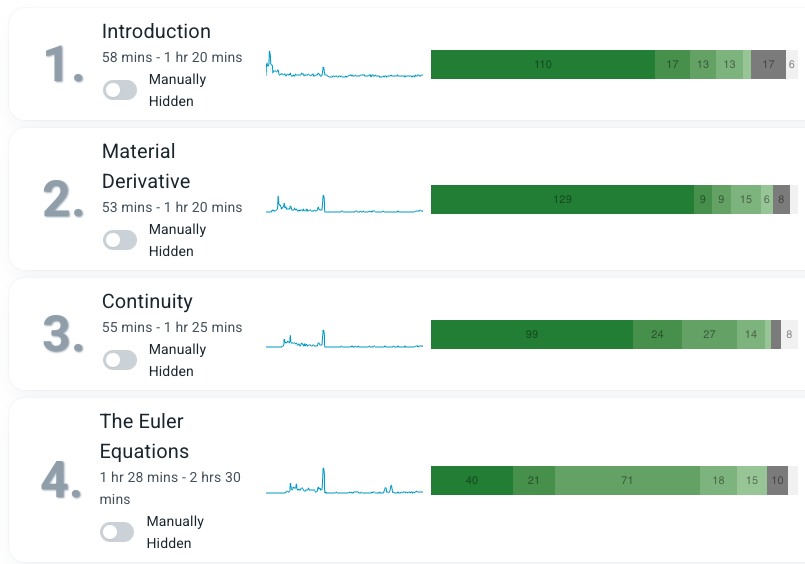 1.
Introduction
58 mins - 1 hr 20 mins
Manually
Hidden
110 17 13 13 17 6
2.
Material
Derivative
53 mins - 1 hr 20 mins
Manually
Hidden
129 9 9 15 6 8
3.
Continuity
55 mins - 1 hr 25 mins
Manually
Hidden
99 24 27 14 8
4.
The Euler
Equations
1 hr 28 mins - 2 hrs 30
mins
Manually
Hidden
40 21 71 18 15 10